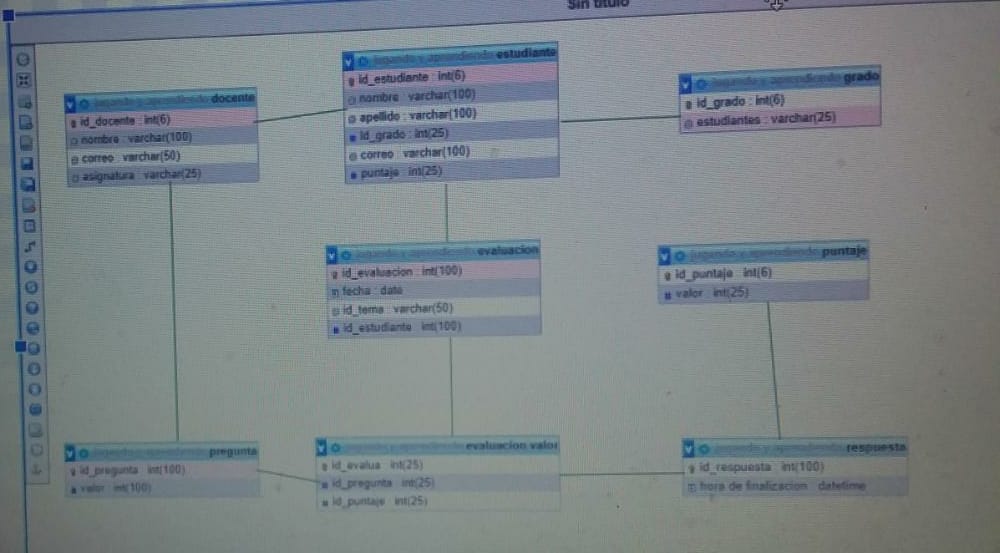 Sin titulo
jugando y aprendiendo docente
id_docente : int(6)
nombre : varchar(100)
correo : varchar(50)
asignatura : varchar(25)
jugando y aprendiendo estudiante
id_estudiante : int(6)
nombre : varchar(100)
apellido : varchar(100)
id_grado : int(25)
correo : varchar(100)
puntaje : int(25)
jugando y aprendiendo grado
id_grado : int(6)
estudiantes : varchar(25)
jugando y aprendiendo evaluacion
id_evaluacion : int(100)
fecha : date
id_tema : varchar(50)
id_estudiante : int(100)
jugando y aprendiendo puntaje
id_puntaje : int(6)
valor : int(25)
jugando y aprendiendo pregunta
id_pregunta : int(100)
valor : int(100)
jugando y aprendiendo evaluacion valor
id_evalua : int(25)
id_pregunta : int(25)
id_puntaje : int(25)
jugando y aprendiendo respuesta
id_respuesta : int(100)
hora de finalizacion : datetime